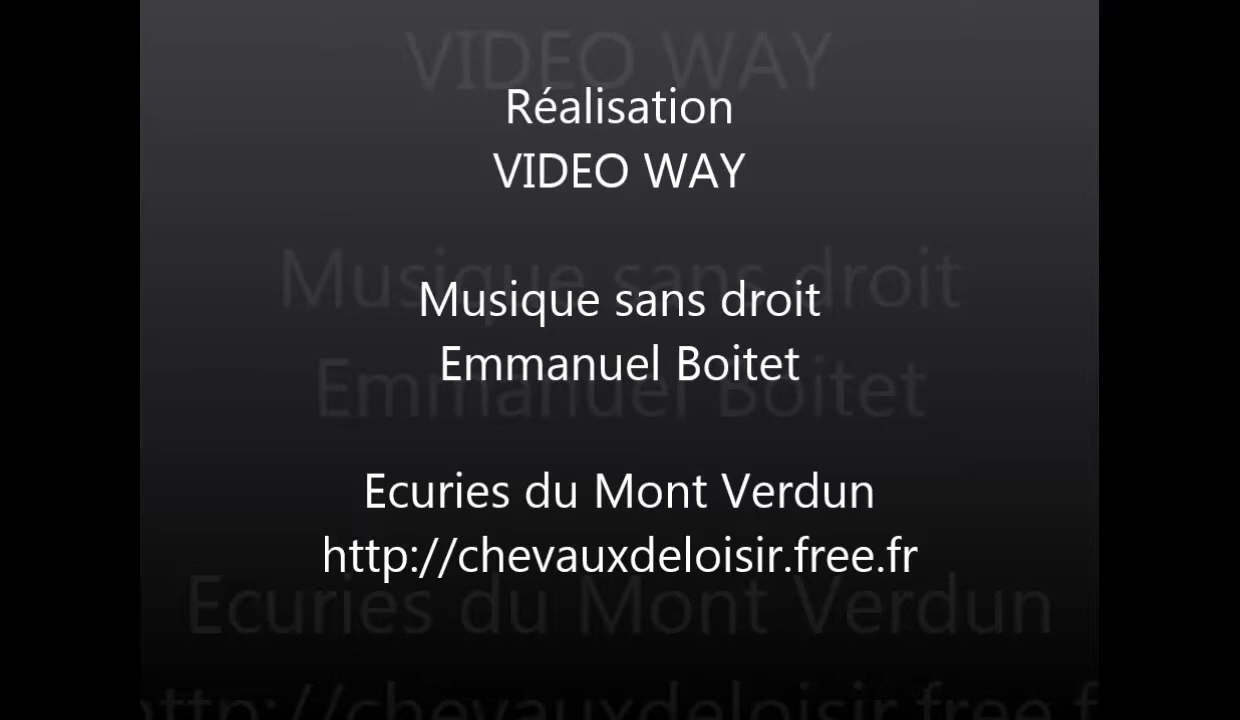 Réalisation
VIDEO WAY
Musique sans droit
Emmanuel Boitet
Ecuries du Mont Verdun
http://chevauxdeloisir.free.fr